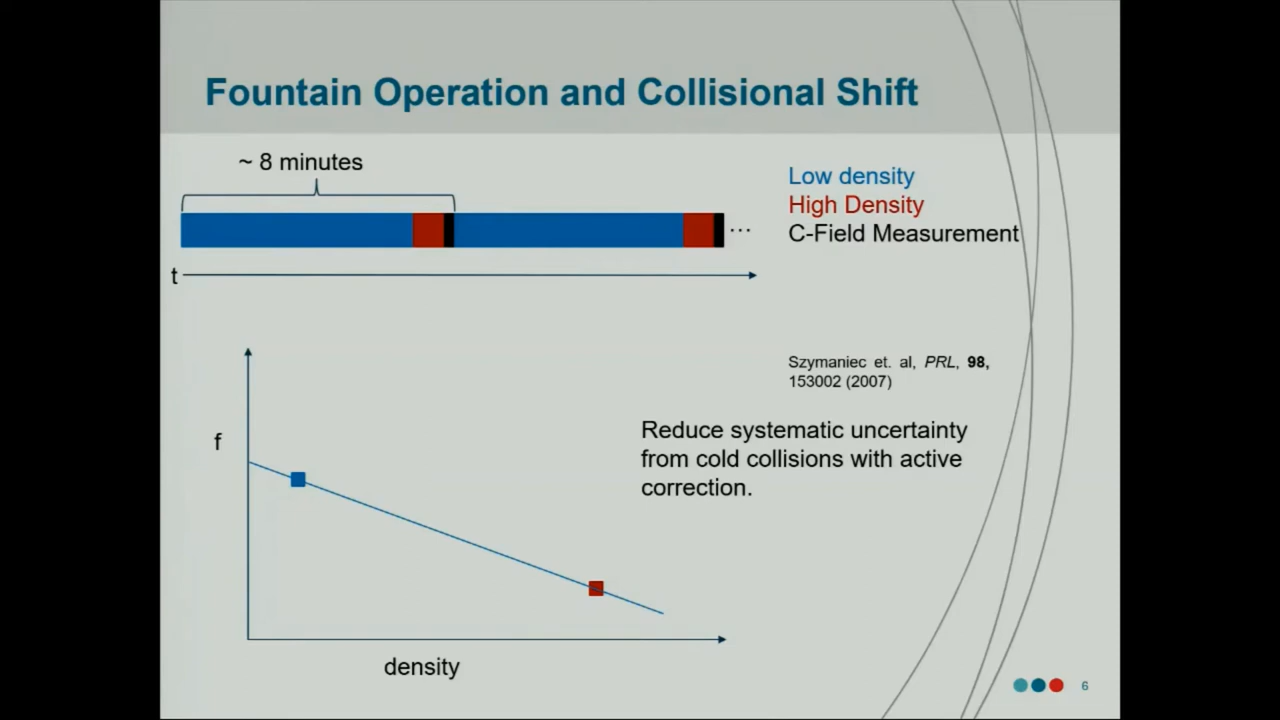 Fountain Operation and Collisional Shift
~ 8 minutes
Low density
High Density
C-Field Measurement
...
t
Szymaniec et. al, PRL, 98,
153002 (2007)
f
Reduce systematic uncertainty
from cold collisions with active
correction.
density
6